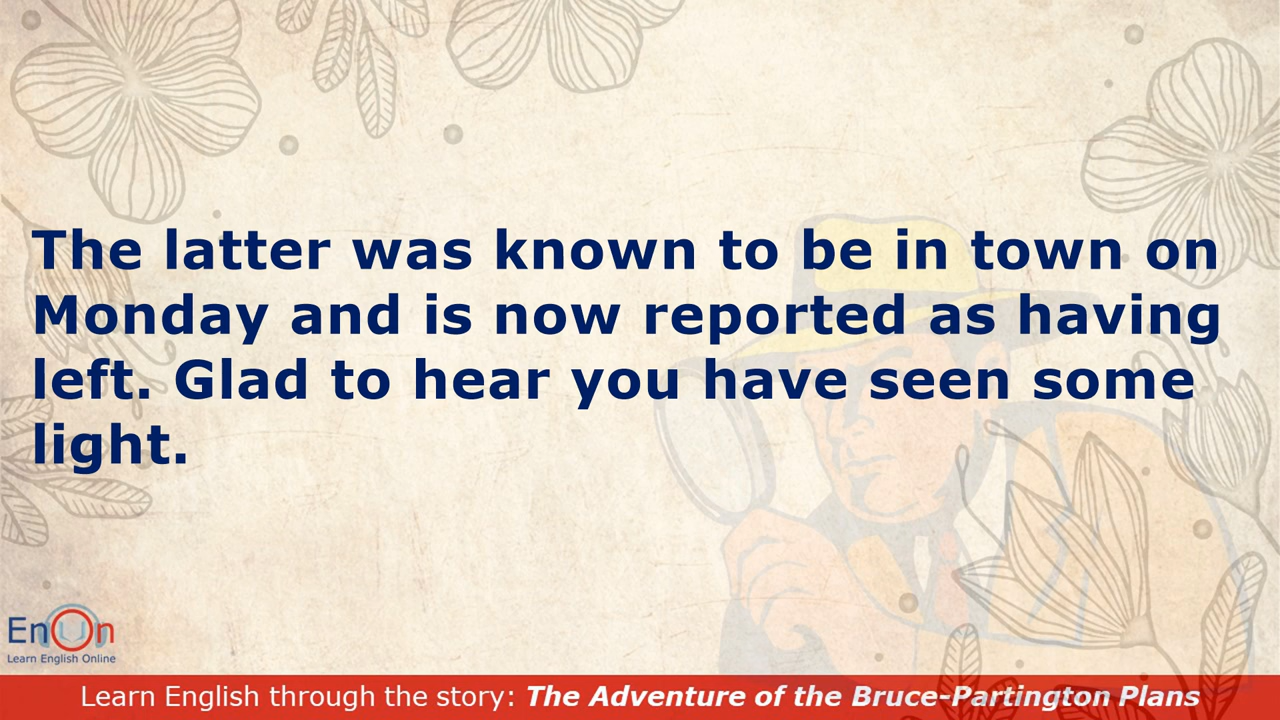 The latter was known to be in town on
Monday and is now reported as having
left. Glad to hear you have seen some
light.
EnOn
Learn English Online
Learn English through the story: The Adventure of the Bruce-Partington Plans